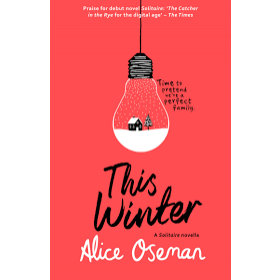 Praise for debut novel Solitaire: 'The Catcher
in the Rye for the digital age' – The Times
Time to
pretend
we're a
perfect
family.
This
Winter
A Solitaire novella
Alice Oseman